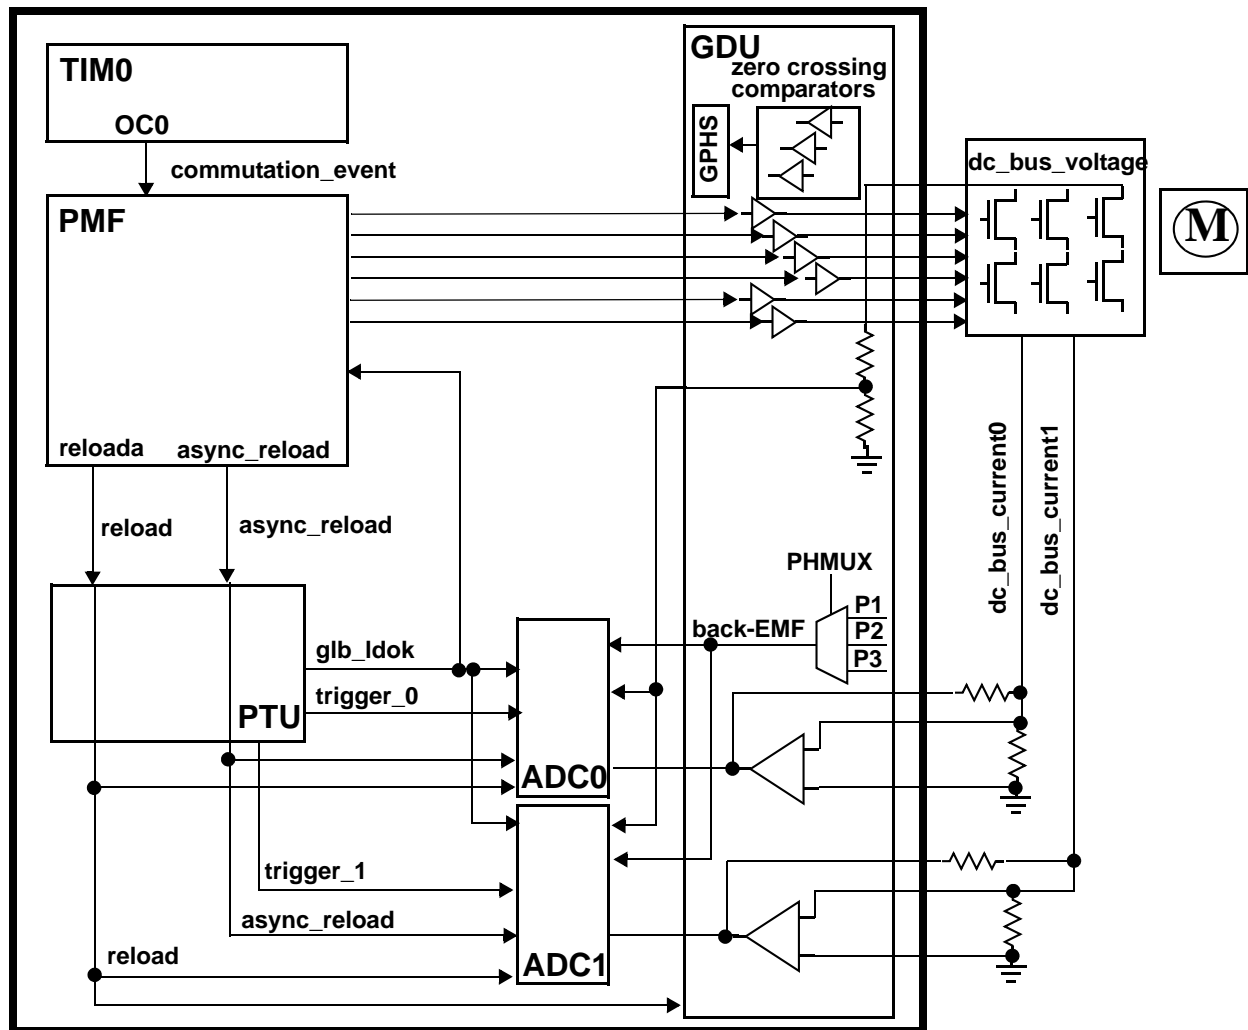 GDU
TIM0
zero crossing
comparators
OC0
GPHS
commutation_event
dc_bus_voltage
PMF
M
reloada
async_reload
reload
async_reload
dc_bus_current0
dc_bus_current1
PHMUX
P1
back-EMF
P2
glb_ldok
P3
trigger_0
PTU
ADC0
trigger_1
async_reload
reload
ADC1